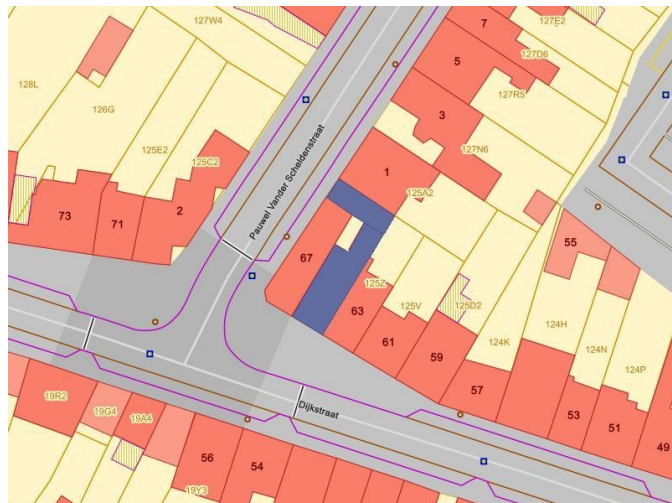 127W4
7
127E2
127D6
5
128L
127R5
126G
3
125E2
127N6
125C2
Pauwel Vander Scheldenstraat
1
125A2
73
71
2
55
67
125Z
125V
125D2
63
61
59
124K
124H
124N
124P
57
19R2
19G4
19A4
Dijkstraat
53
51
49
56
54
19Y3